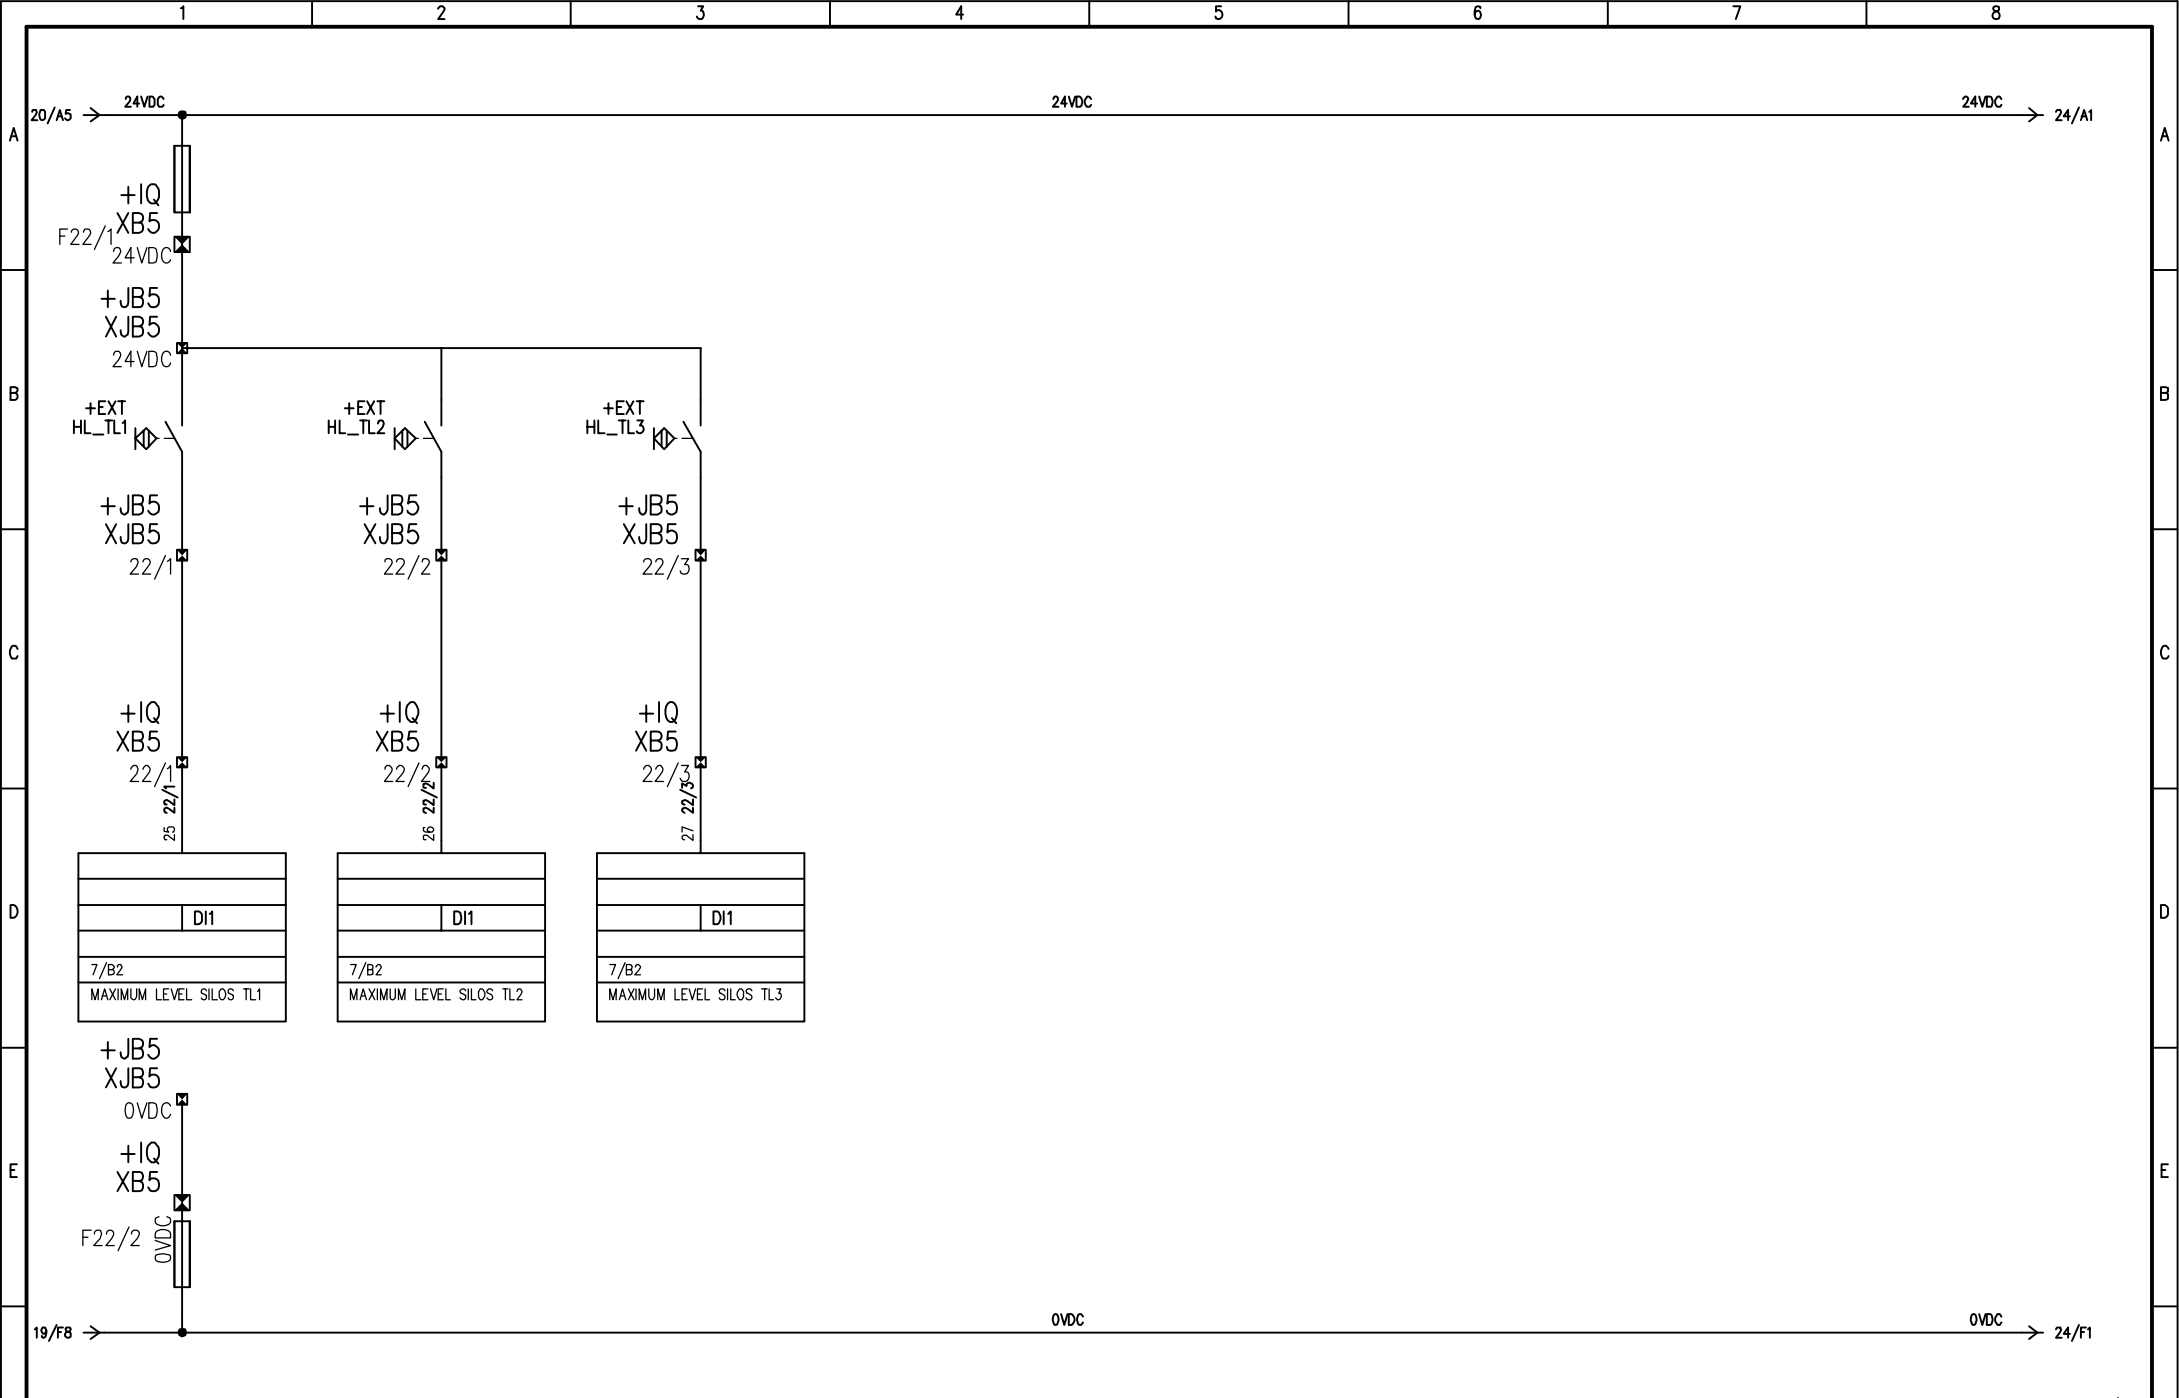 1 2 3 4 5 6 7 8
24VDC 24VDC 24VDC
20/A5 24/A1
A A
+IQ
XB5
F22/1
24VDC
+JB5
XJB5
24VDC
B B
+EXT +EXT +EXT
HL_TL1 HL_TL2 HL_TL3
+JB5 +JB5 +JB5
XJB5 XJB5 XJB5
22/1 22/2 22/3
C C
+IQ +IQ +IQ
XB5 XB5 XB5
22/1 22/2 22/3
22/1 22/2 22/3
25 26 27
D D
DI1 DI1 DI1
7/B2 7/B2 7/B2
MAXIMUM LEVEL SILOS TL1 MAXIMUM LEVEL SILOS TL2 MAXIMUM LEVEL SILOS TL3
+JB5
XJB5
0VDC
+IQ
E E
XB5
F22/2 0VDC
0VDC 0VDC
19/F8 24/F1